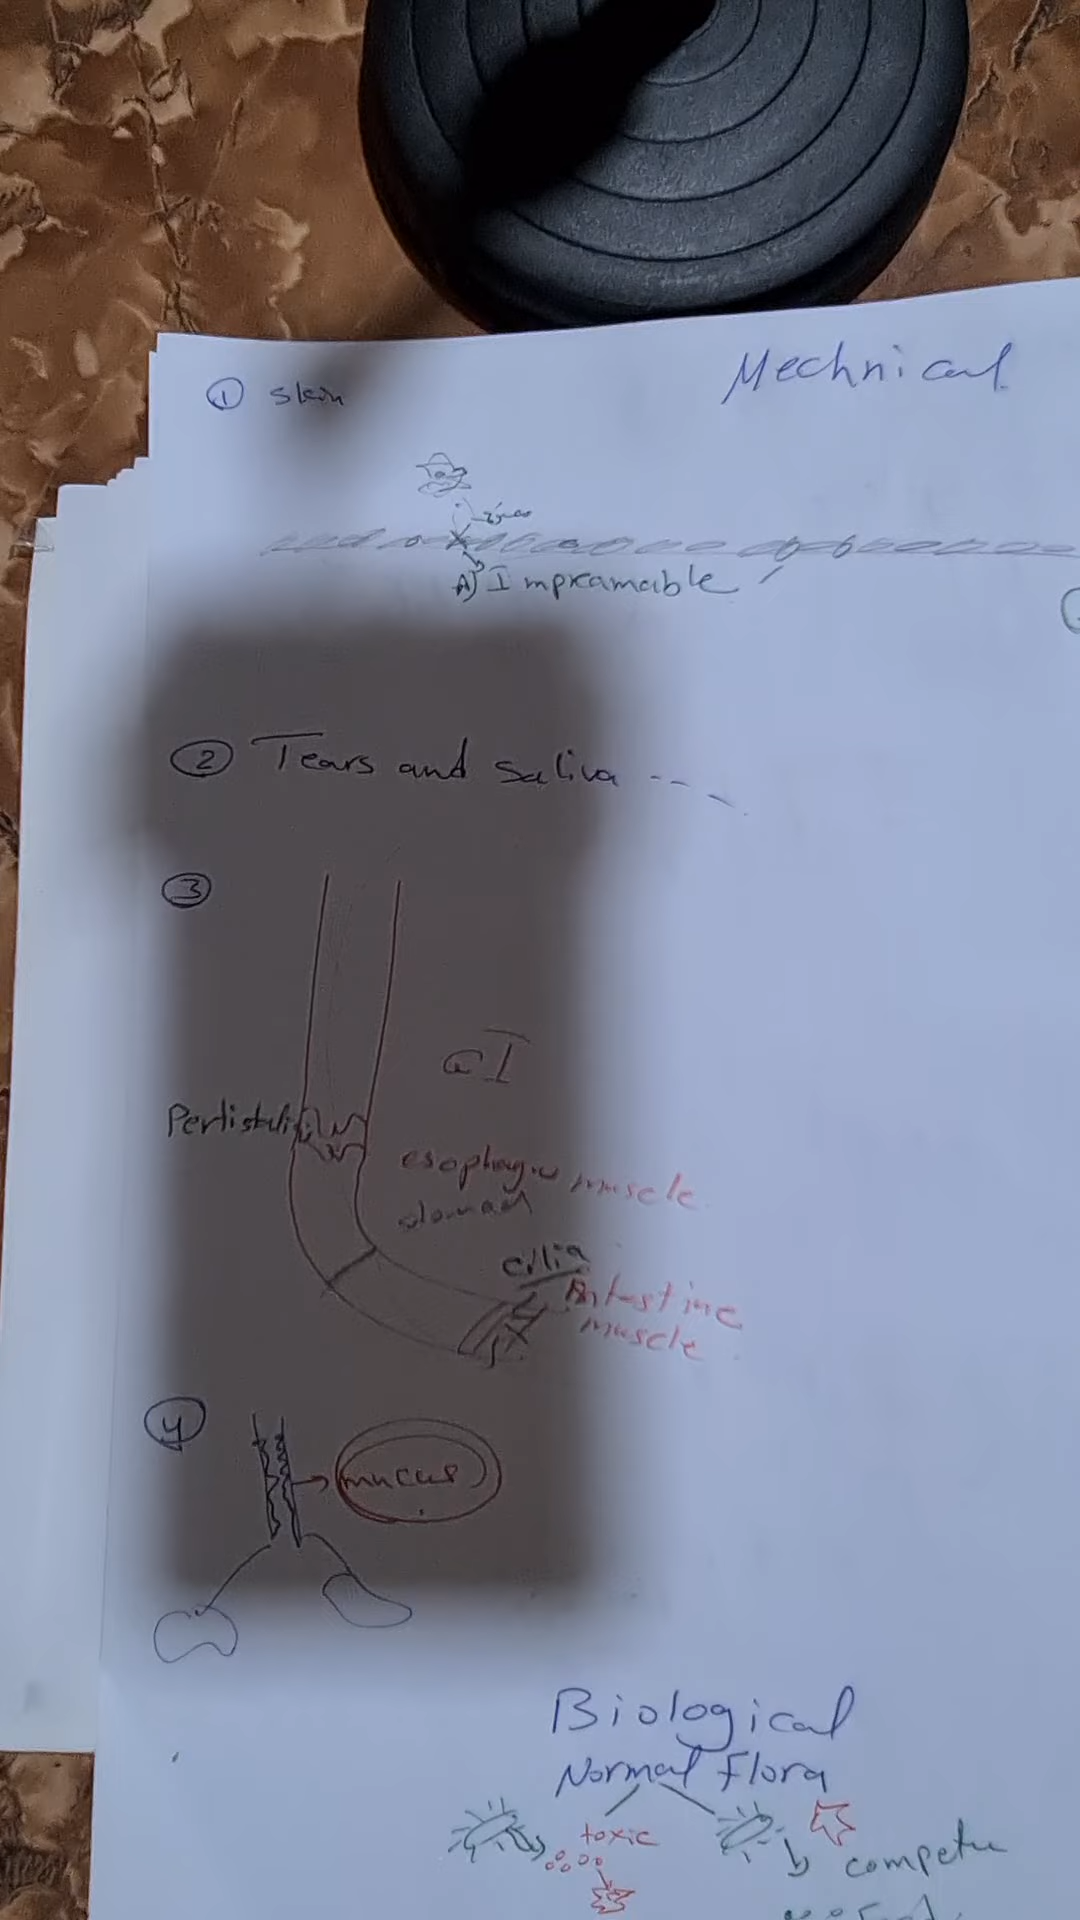 Mechnical
① skin
A) Impreamable
② Tears and saliva ---
③
GI
Peristalis
esophagus muscle
stomach
cilia
intestine
muscle
④
mucus
Biological
Normal Flora
toxic
compete